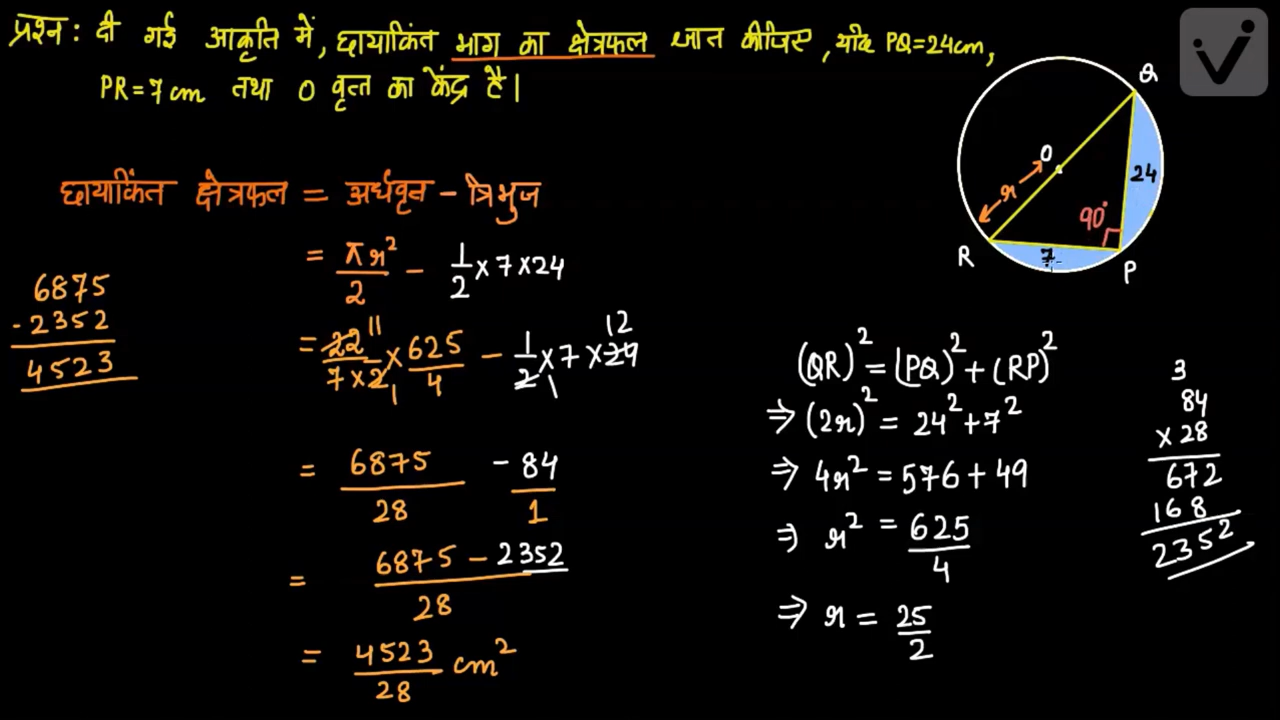 प्रश्न: दी गई आकृति में, छायाकिंत भाग का क्षेत्रफल ज्ञात कीजिए, यदि PQ=24cm,
PR=7cm तथा O वृत्त का केंद्र है।
Q
O
r
24
90°
7
R
P
छायाकिंत क्षेत्रफल = अर्धवृत्त - त्रिभुज
= πr²/2 - 1/2 × 7 × 24
= 22 11/7×2 1 × 625/4 - 1/2 1 × 7 × 24 12
= 6875/28 - 84/1
= 6875 - 2352/28
= 4523/28 cm²
6875
- 2352
4523
(QR)² = (PQ)² + (RP)²
⇒ (2r)² = 24² + 7²
⇒ 4r² = 576 + 49
⇒ r² = 625/4
⇒ r = 25/2
3
84
× 28
672
168
2352